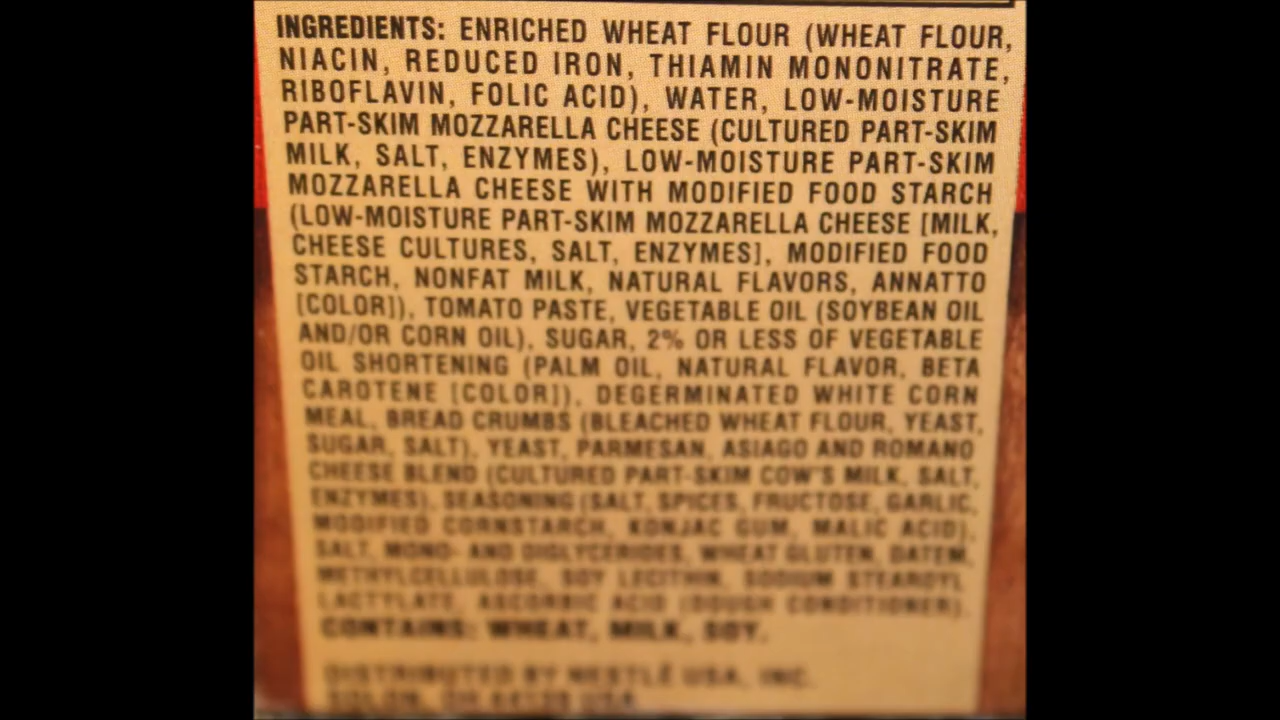 INGREDIENTS: ENRICHED WHEAT FLOUR (WHEAT FLOUR,
NIACIN, REDUCED IRON, THIAMIN MONONITRATE,
RIBOFLAVIN, FOLIC ACID), WATER, LOW-MOISTURE
PART-SKIM MOZZARELLA CHEESE (CULTURED PART-SKIM
MILK, SALT, ENZYMES), LOW-MOISTURE PART-SKIM
MOZZARELLA CHEESE WITH MODIFIED FOOD STARCH
(LOW-MOISTURE PART-SKIM MOZZARELLA CHEESE [MILK,
CHEESE CULTURES, SALT, ENZYMES], MODIFIED FOOD
STARCH, NONFAT MILK, NATURAL FLAVORS, ANNATTO
[COLOR]), TOMATO PASTE, VEGETABLE OIL (SOYBEAN OIL
AND/OR CORN OIL), SUGAR, 2% OR LESS OF VEGETABLE
OIL SHORTENING (PALM OIL, NATURAL FLAVOR, BETA
CAROTENE [COLOR]), DEGERMINATED WHITE CORN
MEAL, BREAD CRUMBS (BLEACHED WHEAT FLOUR, YEAST,
SUGAR, SALT), YEAST, PARMESAN, ASIAGO AND ROMANO
CHEESE BLEND (CULTURED PART-SKIM COW'S MILK, SALT,
ENZYMES), SEASONING (SALT, SPICES, FRUCTOSE, GARLIC,
MODIFIED CORNSTARCH, KONJAC GUM, MALIC ACID),
SALT, MONO- AND DIGLYCERIDES, WHEAT GLUTEN, DATEM,
METHYLCELLULOSE, SOY LECITHIN, SODIUM STEAROYL
LACTYLATE, ASCORBIC ACID (DOUGH CONDITIONER).
CONTAINS: WHEAT, MILK, SOY.
DISTRIBUTED BY NESTLÉ USA, INC.
SOLON, OH 44139 USA